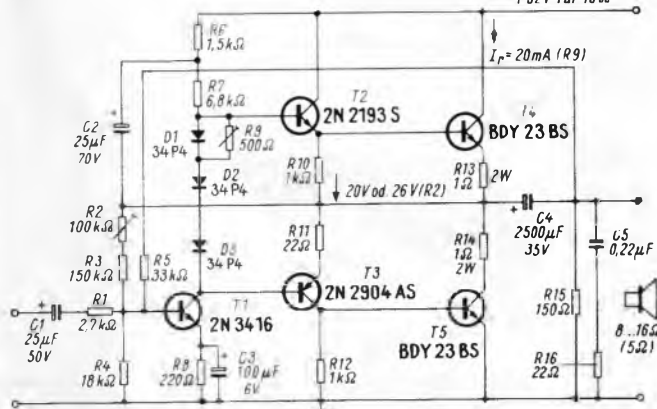 R6
1,5kΩ
R7
6,8kΩ
Ir=20mA (R9)
T2
2N 2193 S
T4
BDY 23 BS
C2
25µF
70V
D1
34P4
R9
500Ω
D2
34P4
R10
1kΩ
R13
1Ω
2W
20V od. 26V (R2)
R2
100kΩ
C4
2500µF
35V
C5
0,22µF
R11
22Ω
R14
1Ω
2W
D3
34P4
R3
150kΩ
R5
33kΩ
T3
2N 2904 AS
T1
2N 3416
T5
BDY 23 BS
R1
2,7kΩ
C1
25µF
50V
R15
150Ω
8...16Ω
(5Ω)
R4
18kΩ
R8
220Ω
C3
100µF
6V
R12
1kΩ
R16
22Ω